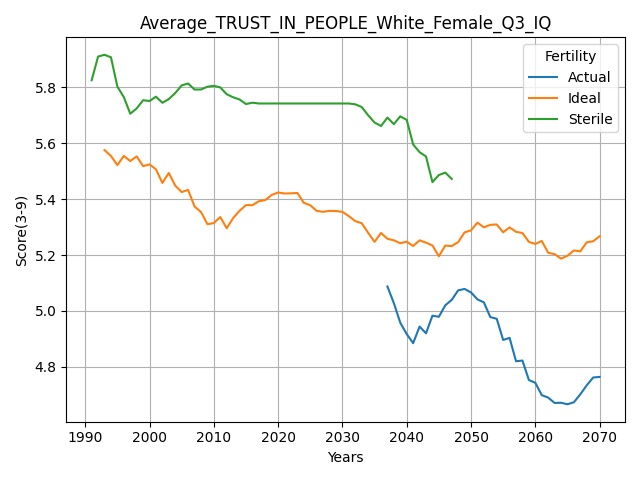 Average_TRUST_IN_PEOPLE_White_Female_Q3_IQ
Fertility
Actual
Ideal
Sterile
Score(3-9)
5.8
5.6
5.4
5.2
5.0
4.8
1990 2000 2010 2020 2030 2040 2050 2060 2070
Years